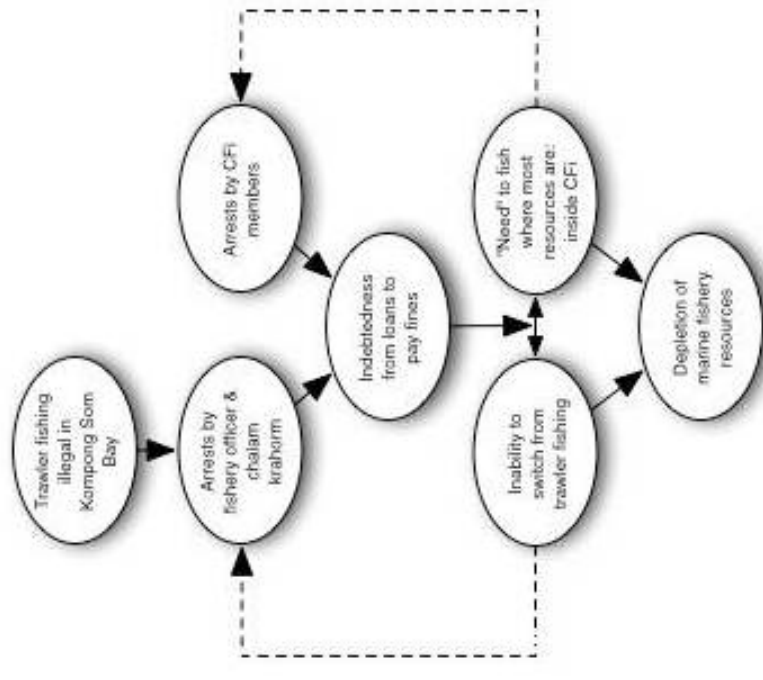 Trawler fishing
illegal in
Kompong Som
Bay
Arrests by
fishery officer &
chalam
krahorm
Arrests by CFi
members
Indebtedness
from loans to
pay fines
Inability to
switch from
trawler fishing
"Need" to fish
where most
resources are:
inside CFi
Depletion of
marine fishery
resources